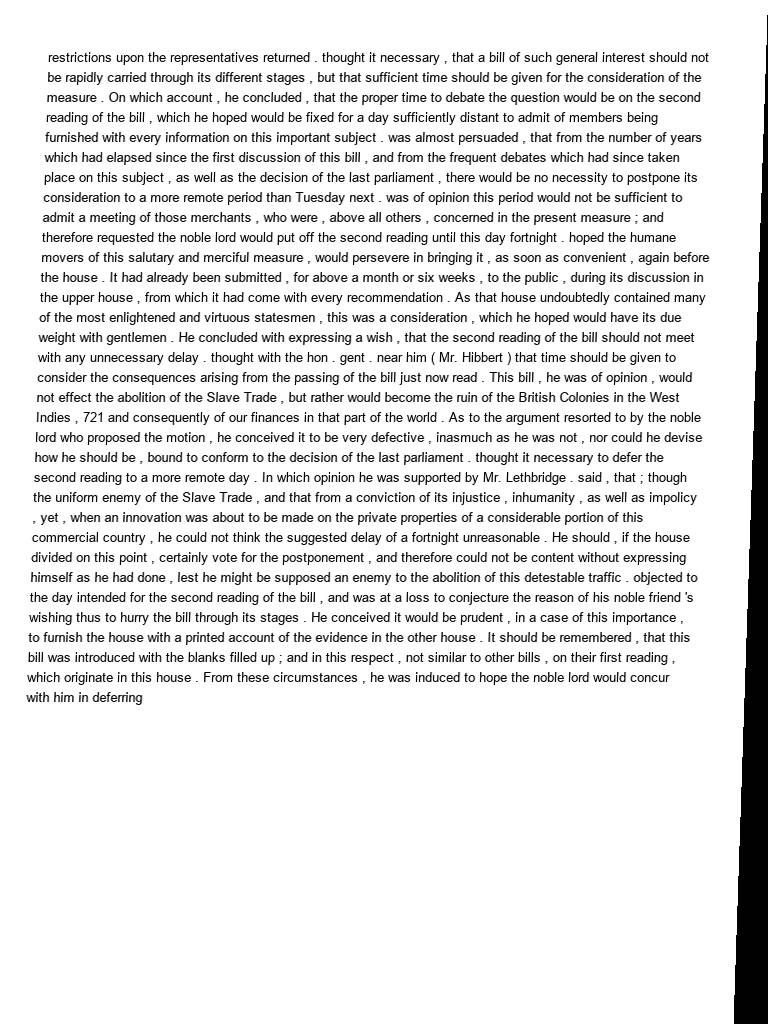 restrictions upon the representatives returned . thought it necessary , that a bill of such general interest should not
be rapidly carried through its different stages , but that sufficient time should be given for the consideration of the
measure . On which account , he concluded , that the proper time to debate the question would be on the second
reading of the bill , which he hoped would be fixed for a day sufficiently distant to admit of members being
furnished with every information on this important subject . was almost persuaded , that from the number of years
which had elapsed since the first discussion of this bill , and from the frequent debates which had since taken
place on this subject , as well as the decision of the last parliament , there would be no necessity to postpone its
consideration to a more remote period than Tuesday next . was of opinion this period would not be sufficient to
admit a meeting of those merchants , who were , above all others , concerned in the present measure ; and
therefore requested the noble lord would put off the second reading until this day fortnight . hoped the humane
movers of this salutary and merciful measure , would persevere in bringing it , as soon as convenient , again before
the house . It had already been submitted , for above a month or six weeks , to the public , during its discussion in
the upper house , from which it had come with every recommendation . As that house undoubtedly contained many
of the most enlightened and virtuous statesmen , this was a consideration , which he hoped would have its due
weight with gentlemen . He concluded with expressing a wish , that the second reading of the bill should not meet
with any unnecessary delay . thought with the hon . gent . near him ( Mr. Hibbert ) that time should be given to
consider the consequences arising from the passing of the bill just now read . This bill , he was of opinion , would
not effect the abolition of the Slave Trade , but rather would become the ruin of the British Colonies in the West
Indies , 721 and consequently of our finances in that part of the world . As to the argument resorted to by the noble
lord who proposed the motion , he conceived it to be very defective , inasmuch as he was not , nor could he devise
how he should be , bound to conform to the decision of the last parliament . thought it necessary to defer the
second reading to a more remote day . In which opinion he was supported by Mr. Lethbridge . said , that ; though
the uniform enemy of the Slave Trade , and that from a conviction of its injustice , inhumanity , as well as impolicy
, yet , when an innovation was about to be made on the private properties of a considerable portion of this
commercial country , he could not think the suggested delay of a fortnight unreasonable . He should , if the house
divided on this point , certainly vote for the postponement , and therefore could not be content without expressing
himself as he had done , lest he might be supposed an enemy to the abolition of this detestable traffic . objected to
the day intended for the second reading of the bill , and was at a loss to conjecture the reason of his noble friend 's
wishing thus to hurry the bill through its stages . He conceived it would be prudent , in a case of this importance ,
to furnish the house with a printed account of the evidence in the other house . It should be remembered , that this
bill was introduced with the blanks filled up ; and in this respect , not similar to other bills , on their first reading ,
which originate in this house . From these circumstances , he was induced to hope the noble lord would concur
with him in deferring